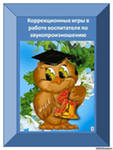 Коррекционные игры в
работе воспитателя по
звукопроизношению